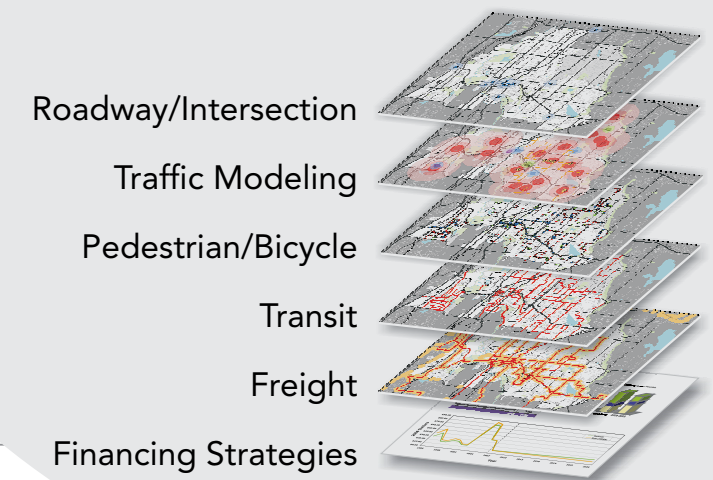 Roadway/Intersection
Traffic Modeling
Pedestrian/Bicycle
Transit
Freight
Financing Strategies